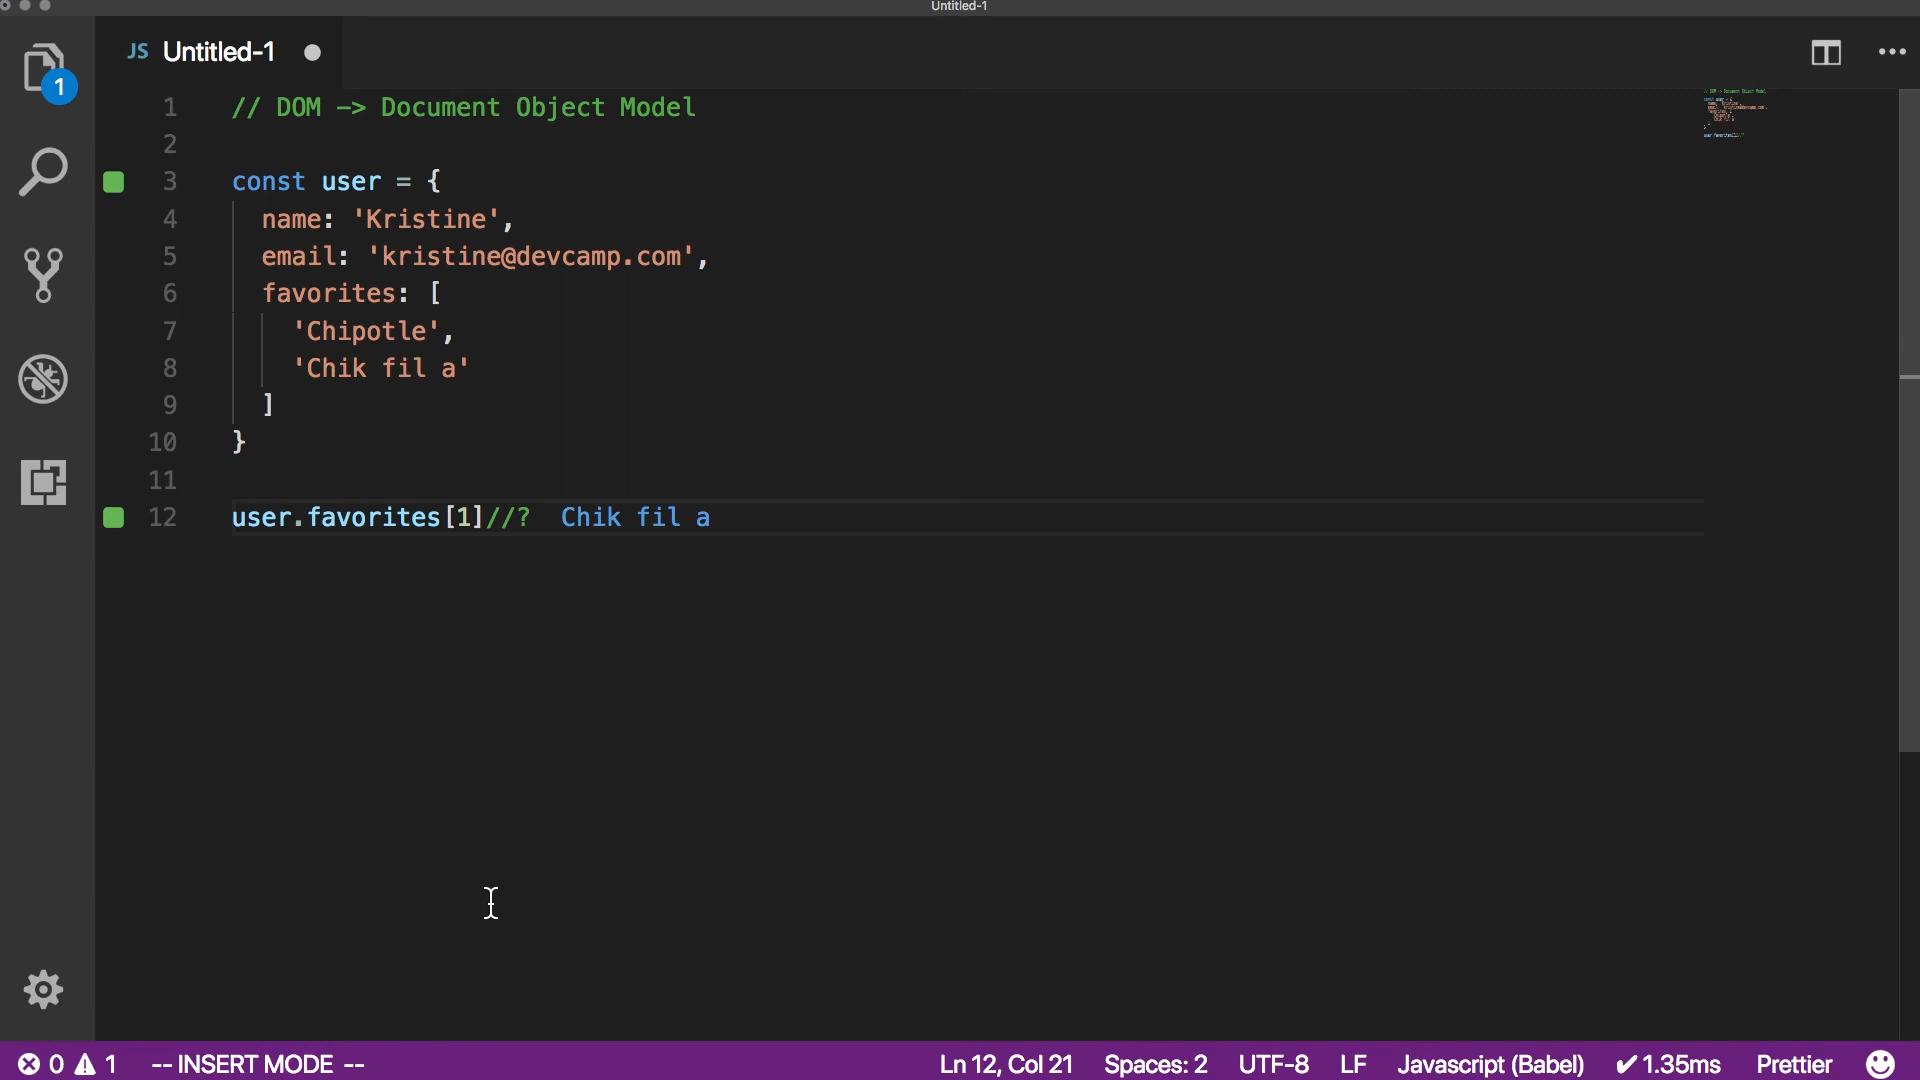 Untitled-1
JS Untitled-1
1
1 // DOM -> Document Object Model
2
3 const user = {
4 name: 'Kristine',
5 email: 'kristine@devcamp.com',
6 favorites: [
7 'Chipotle',
8 'Chik fil a'
9 ]
10 }
11
12 user.favorites[1]//? Chik fil a
0 1 -- INSERT MODE -- Ln 12, Col 21 Spaces: 2 UTF-8 LF Javascript (Babel) ✔ 1.35ms Prettier